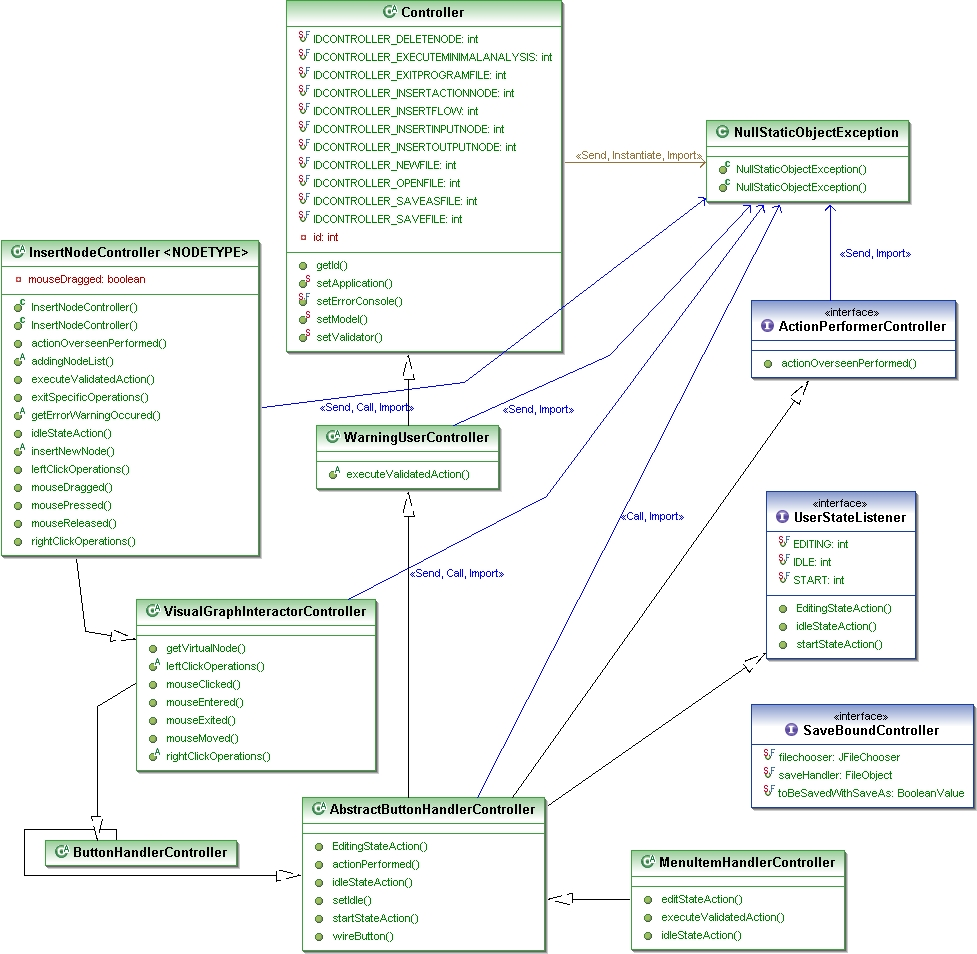 Controller
IDCONTROLLER_DELETENODE: int
IDCONTROLLER_EXECUTEMINIMALANALYSIS: int
IDCONTROLLER_EXITPROGRAMFILE: int
IDCONTROLLER_INSERTACTIONNODE: int
IDCONTROLLER_INSERTFLOW: int
IDCONTROLLER_INSERTINPUTNODE: int
IDCONTROLLER_INSERTOUTPUTNODE: int
IDCONTROLLER_NEWFILE: int
IDCONTROLLER_OPENFILE: int
IDCONTROLLER_SAVEASFILE: int
IDCONTROLLER_SAVEFILE: int
id: int
getId()
setApplication()
setErrorConsole()
setModel()
setValidator()
«Send, Instantiate, Import»
NullStaticObjectException
NullStaticObjectException()
NullStaticObjectException()
«Send, Import»
InsertNodeController <NODETYPE>
mouseDragged: boolean
InsertNodeController()
InsertNodeController()
actionOverseenPerformed()
addingNodeList()
executeValidatedAction()
exitSpecificOperations()
getErrorWarningOccured()
idleStateAction()
insertNewNode()
leftClickOperations()
mouseDragged()
mousePressed()
mouseReleased()
rightClickOperations()
«interface»
ActionPerformerController
actionOverseenPerformed()
«Send, Call, Import»
«Send, Import»
WarningUserController
executeValidatedAction()
«Call, Import»
«interface»
UserStateListener
EDITING: int
IDLE: int
START: int
EditingStateAction()
idleStateAction()
startStateAction()
«Send, Call, Import»
VisualGraphInteractorController
getVirtualNode()
leftClickOperations()
mouseClicked()
mouseEntered()
mouseExited()
mouseMoved()
rightClickOperations()
«interface»
SaveBoundController
filechooser: JFileChooser
saveHandler: FileObject
toBeSavedWithSaveAs: BooleanValue
AbstractButtonHandlerController
EditingStateAction()
actionPerformed()
idleStateAction()
setIdle()
startStateAction()
wireButton()
ButtonHandlerController
MenuItemHandlerController
editStateAction()
executeValidatedAction()
idleStateAction()